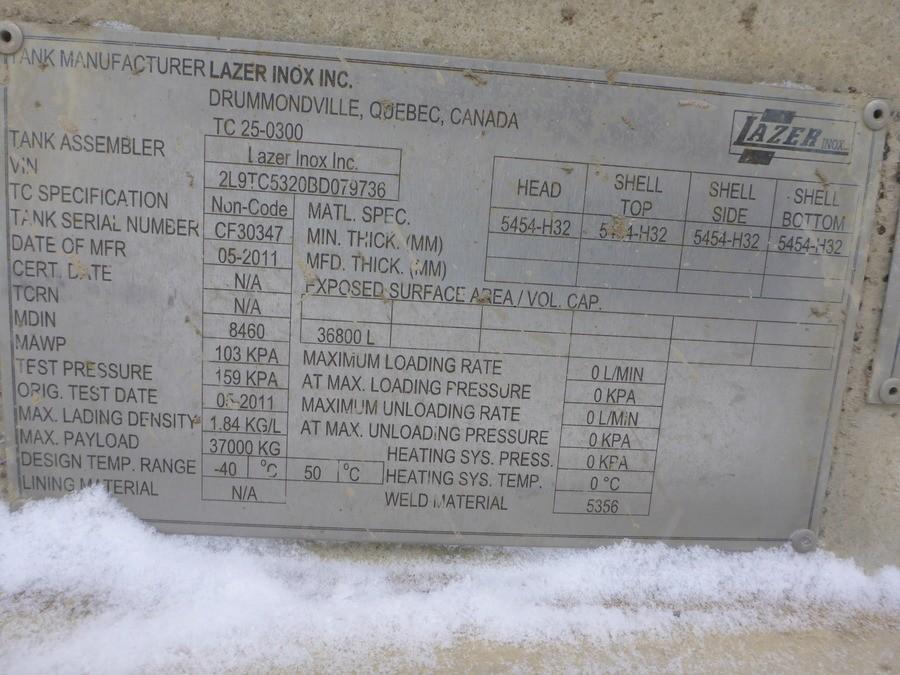 TANK MANUFACTURER LAZER INOX INC.
DRUMMONDVILLE, QUEBEC, CANADA
TC 25-0300
LAZER INOX INC.
TANK ASSEMBLER Lazer Inox Inc.
VIN 2L9TC5320BD079736
TC SPECIFICATION Non-Code
TANK SERIAL NUMBER CF30347
DATE OF MFR 05-2011
CERT. DATE N/A
TCRN N/A
MDIN 8460
MAWP 103 KPA
TEST PRESSURE 159 KPA
ORIG. TEST DATE 05-2011
MAX. LADING DENSITY 1.84 KG/L
MAX. PAYLOAD 37000 KG
DESIGN TEMP. RANGE -40 °C 50 °C
LINING MATERIAL N/A
HEAD SHELL TOP SHELL SIDE SHELL BOTTOM
MATL. SPEC. 5454-H32 5454-H32 5454-H32 5454-H32
MIN. THICK. (MM)
MFD. THICK. (MM)
EXPOSED SURFACE AREA / VOL. CAP.
36800 L
MAXIMUM LOADING RATE 0 L/MIN
AT MAX. LOADING PRESSURE 0 KPA
MAXIMUM UNLOADING RATE 0 L/MIN
AT MAX. UNLOADING PRESSURE 0 KPA
HEATING SYS. PRESS. 0 KPA
HEATING SYS. TEMP. 0 °C
WELD MATERIAL 5356